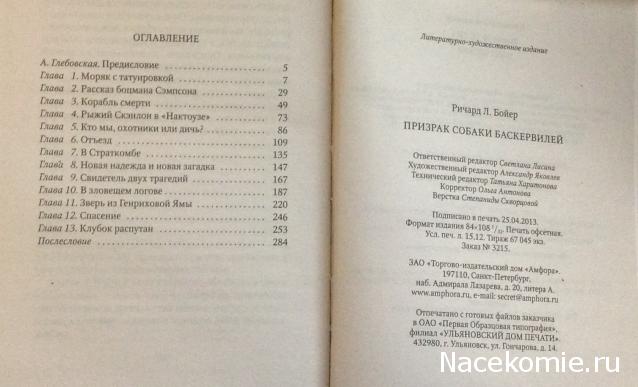 ОГЛАВЛЕНИЕ
А. Глебовская. Предисловие 5
Глава 1. Моряк с татуировкой 7
Глава 2. Рассказ боцмана Сэмпсона 29
Глава 3. Корабль смерти 49
Глава 4. Рыжий Скэнлон в «Нактоузе» 73
Глава 5. Кто мы, охотники или дичь? 86
Глава 6. Отъезд 109
Глава 7. В Страткомбе 135
Глава 8. Новая надежда и новая загадка 147
Глава 9. Свидетель двух трагедий 167
Глава 10. В зловещем логове 187
Глава 11. Зверь из Генриховой Ямы 220
Глава 12. Спасение 246
Глава 13. Клубок распутан 253
Послесловие 284
Литературно-художественное издание
Ричард Л. Бойер
ПРИЗРАК СОБАКИ БАСКЕРВИЛЕЙ
Ответственный редактор Светлана Лисина
Художественный редактор Александр Яковлев
Технический редактор Татьяна Харитонова
Корректор Ольга Антонова
Верстка Степаниды Скворцовой
Подписано в печать 25.04.2013.
Формат издания 84×108 1/32. Печать офсетная.
Усл. печ. л. 15,12. Тираж 67 045 экз.
Заказ № 3215.
ЗАО «Торгово-издательский дом «Амфора».
197110, Санкт-Петербург,
наб. Адмирала Лазарева, д. 20, литера А.
www.amphora.ru, e-mail: secret@amphora.ru
Отпечатано с готовых файлов заказчика
в ОАО «Первая Образцовая типография»,
филиал «УЛЬЯНОВСКИЙ ДОМ ПЕЧАТИ».
432980, г. Ульяновск, ул. Гончарова, д. 14.
Nacekomie.ru